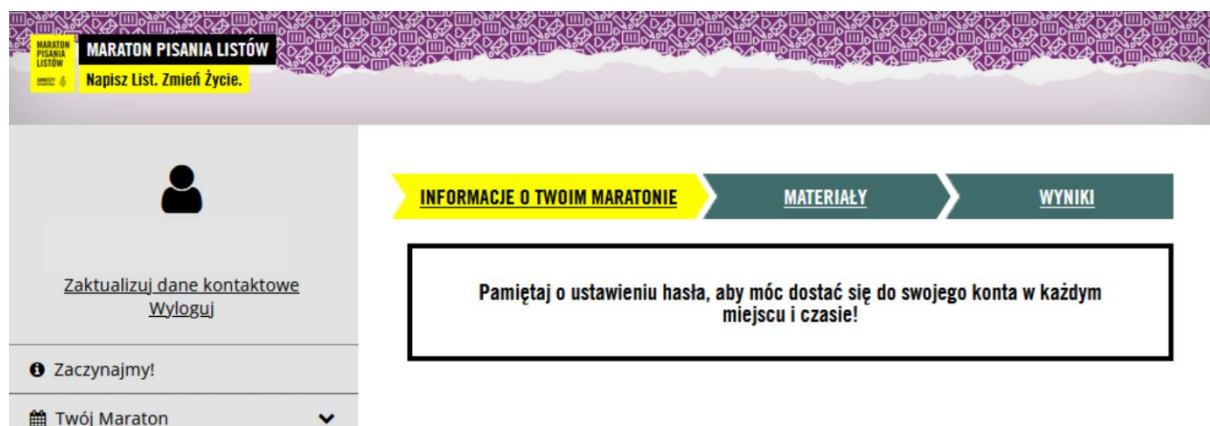 MARATON
PISANIA
LISTÓW
AMNESTY
MARATON PISANIA LISTÓW
Napisz List. Zmień Życie.
Zaktualizuj dane kontaktowe
Wyloguj
Zaczynajmy!
Twój Maraton
INFORMACJE O TWOIM MARATONIE
MATERIAŁY
WYNIKI
Pamiętaj o ustawieniu hasła, aby móc dostać się do swojego konta w każdym
miejscu i czasie!